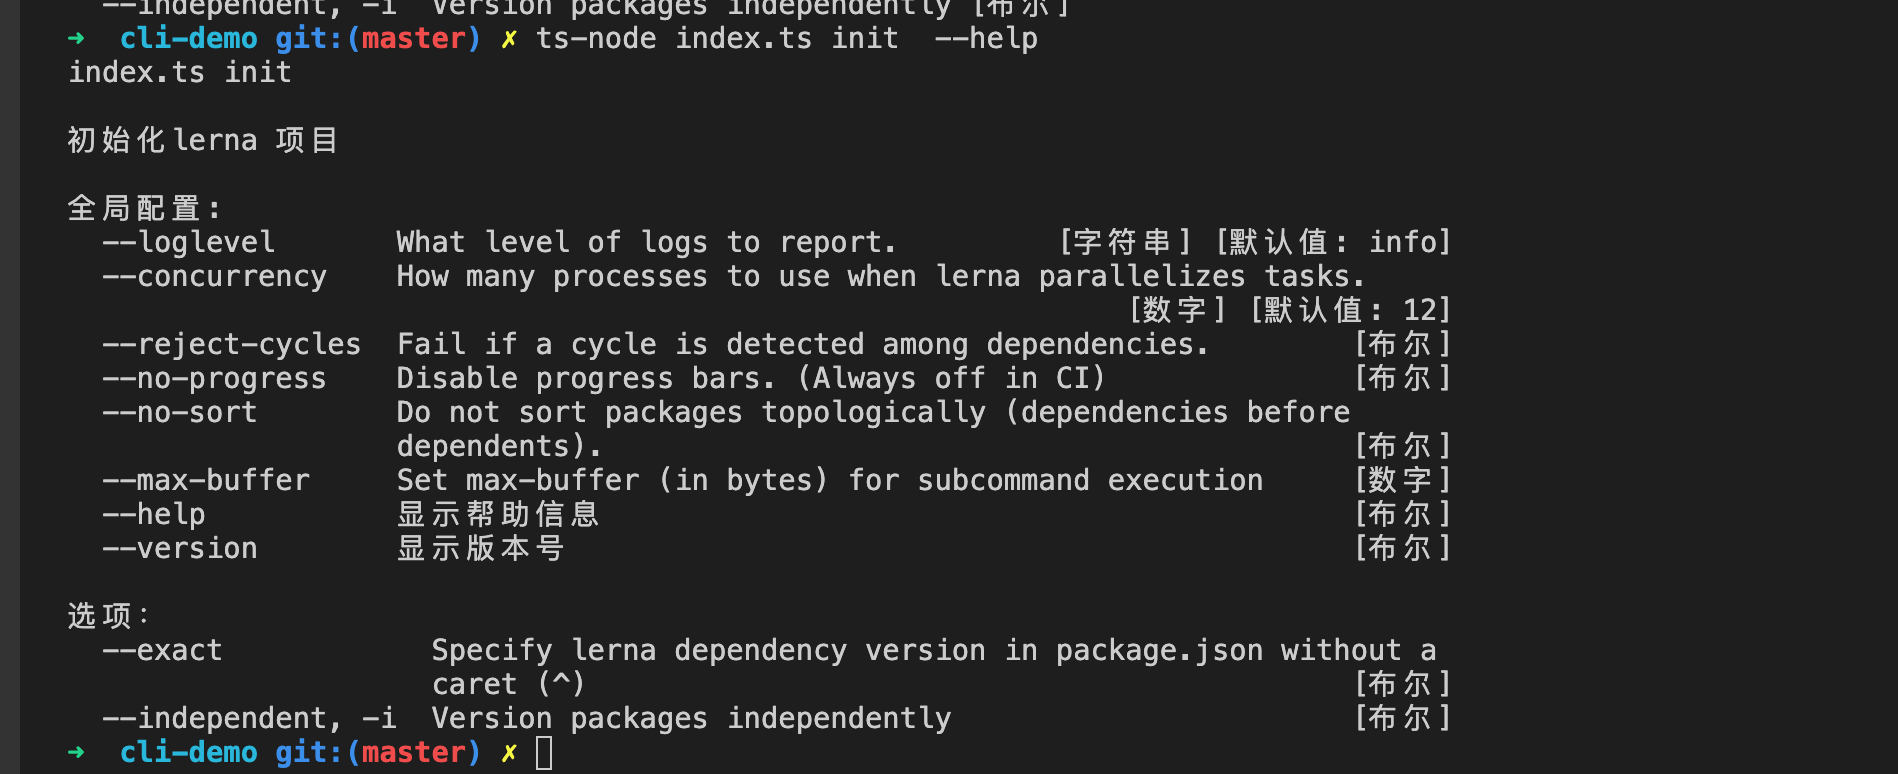 --independent, -i  Version packages independently [布尔]
➜  cli-demo git:(master) ✗ ts-node index.ts init  --help
index.ts init

初始化lerna 项目

全局配置:
  --loglevel       What level of logs to report.         [字符串] [默认值: info]
  --concurrency    How many processes to use when lerna parallelizes tasks.
                                                             [数字] [默认值: 12]
  --reject-cycles  Fail if a cycle is detected among dependencies.        [布尔]
  --no-progress    Disable progress bars. (Always off in CI)              [布尔]
  --no-sort        Do not sort packages topologically (dependencies before
                   dependents).                                           [布尔]
  --max-buffer     Set max-buffer (in bytes) for subcommand execution     [数字]
  --help           显示帮助信息                                           [布尔]
  --version        显示版本号                                             [布尔]

选项:
  --exact            Specify lerna dependency version in package.json without a
                     caret (^)                                            [布尔]
  --independent, -i  Version packages independently                       [布尔]
➜  cli-demo git:(master) ✗